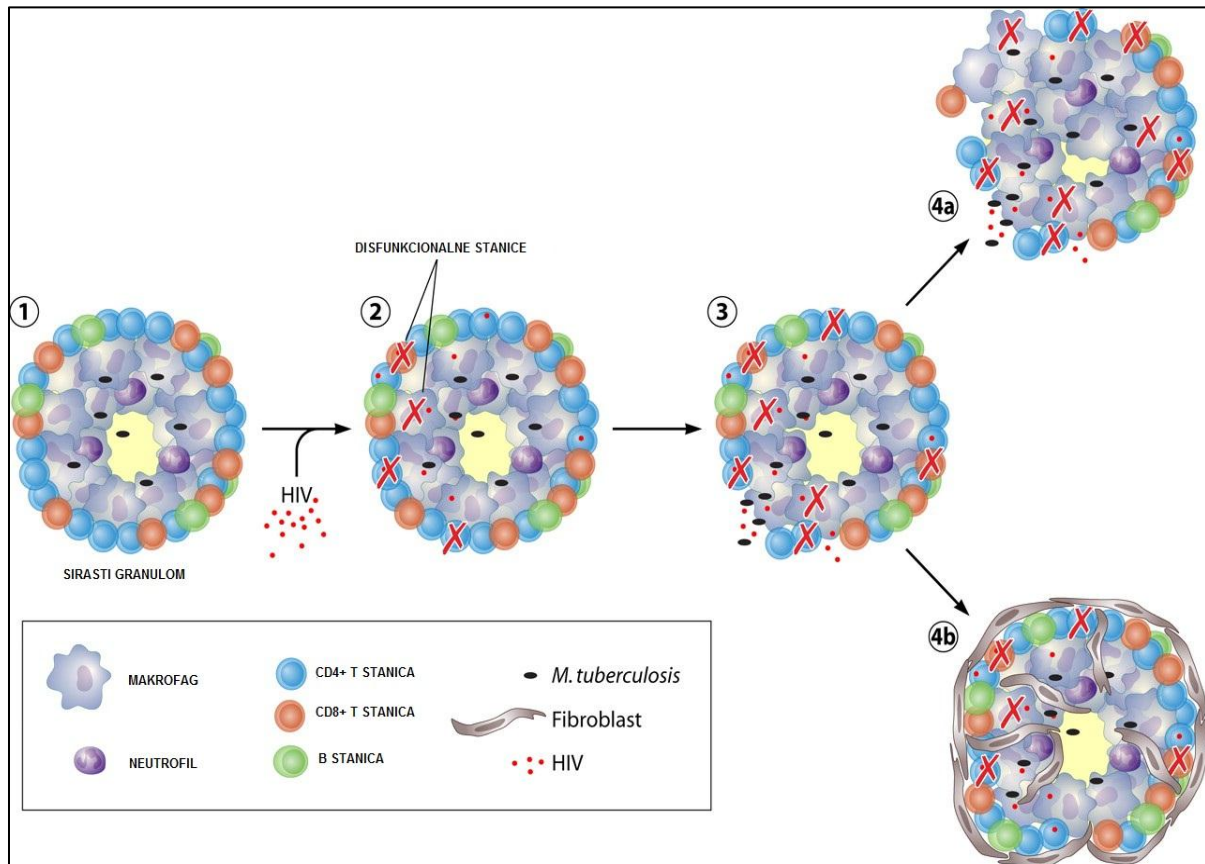 4a
DISFUNKCIONALNE STANICE
1
2
3
HIV
SIRASTI GRANULOM
4b
MAKROFAG
CD4+ T STANICA
M. tuberculosis
CD8+ T STANICA
Fibroblast
NEUTROFIL
B STANICA
HIV